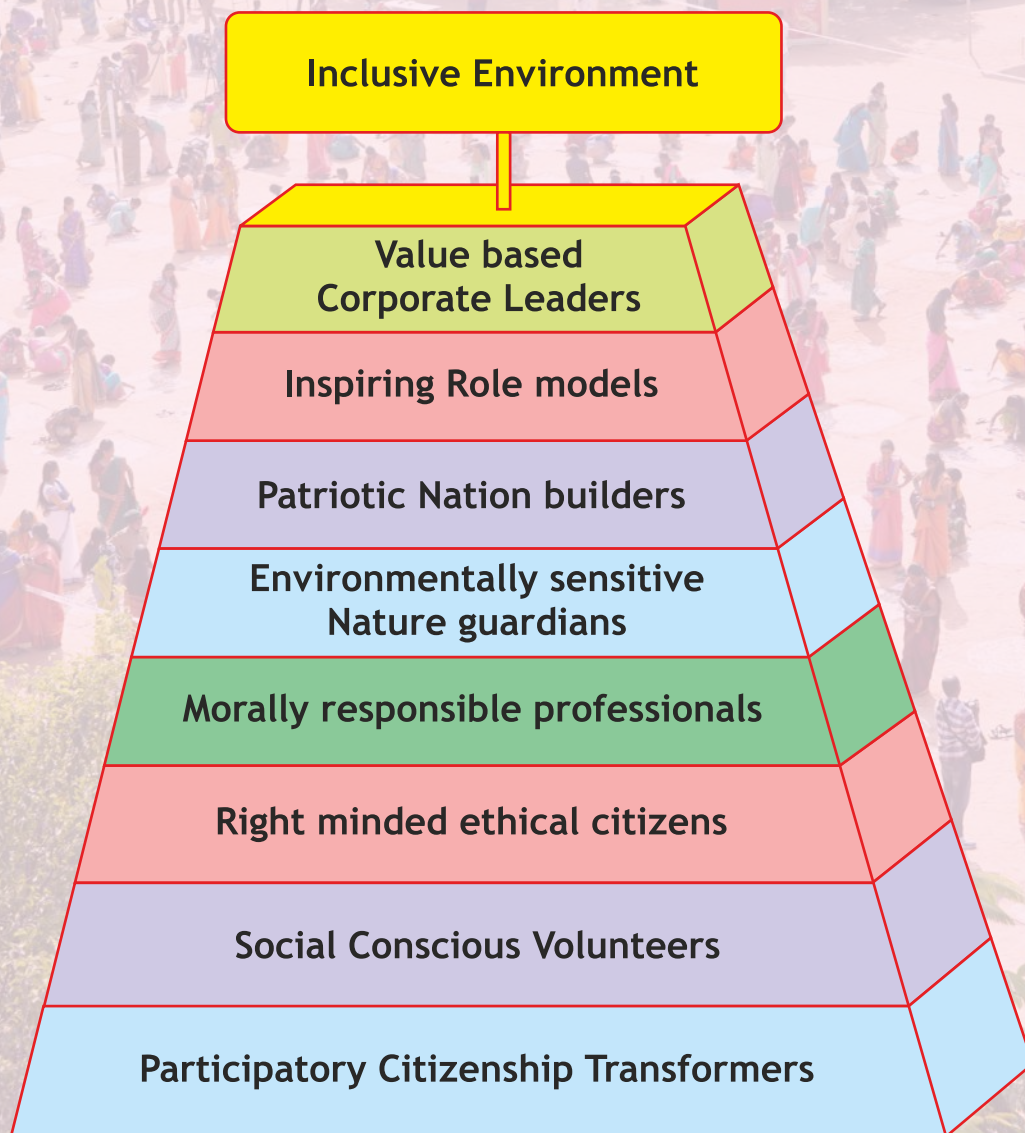 Inclusive Environment
Value based
Corporate Leaders
Inspiring Role models
Patriotic Nation builders
Environmentally sensitive
Nature guardians
Morally responsible professionals
Right minded ethical citizens
Social Conscious Volunteers
Participatory Citizenship Transformers